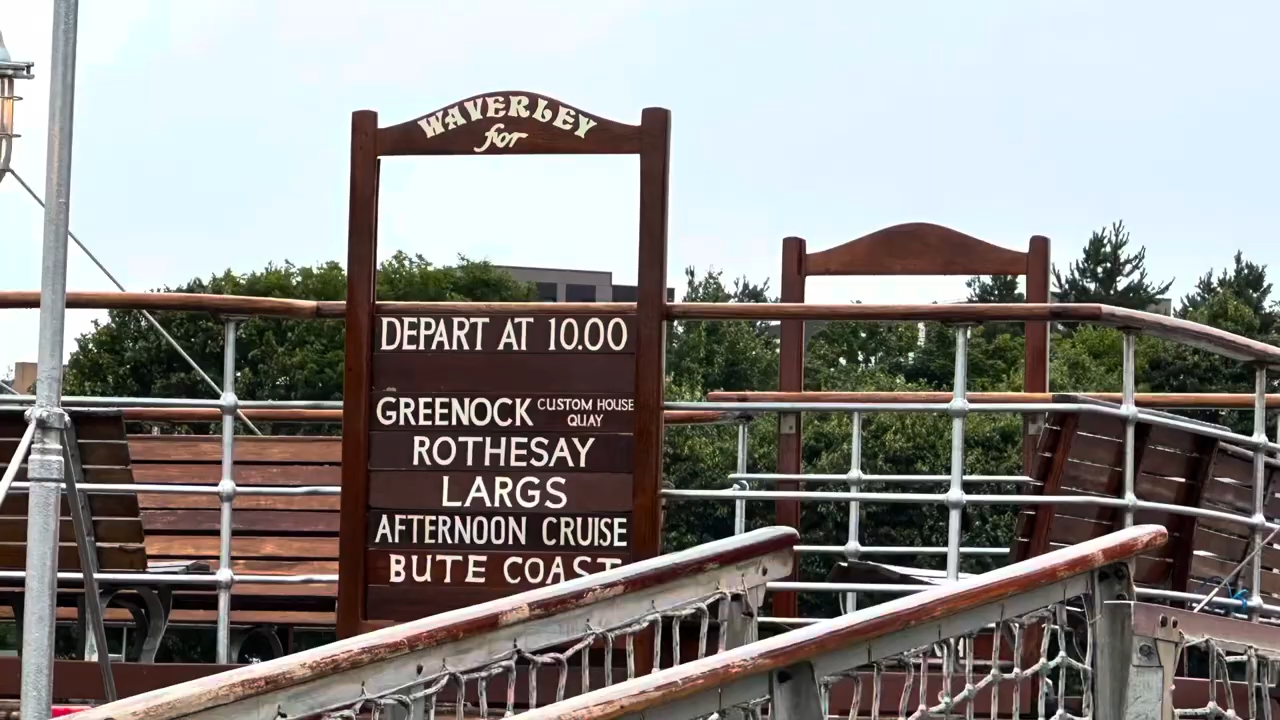 WAVERLEY
for
DEPART AT 10.00
GREENOCK CUSTOM HOUSE QUAY
ROTHESAY
LARGS
AFTERNOON CRUISE
BUTE COAST